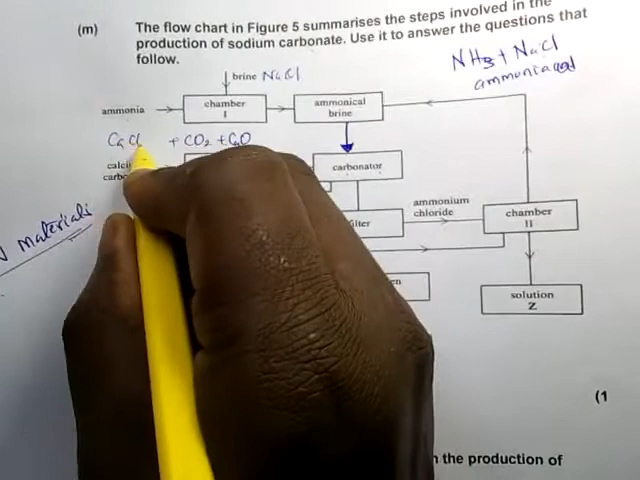 (m) The flow chart in Figure 5 summarises the steps involved in the
production of sodium carbonate. Use it to answer the questions that
follow.
NH3 + NaCl
ammoniacal
brine NaCl
ammonia
chamber
I
ammonical
brine
CaCl + CO2 + CaO
carbonator
materials
ammonium
chloride
chamber
II
solution
Z
(1
the production of